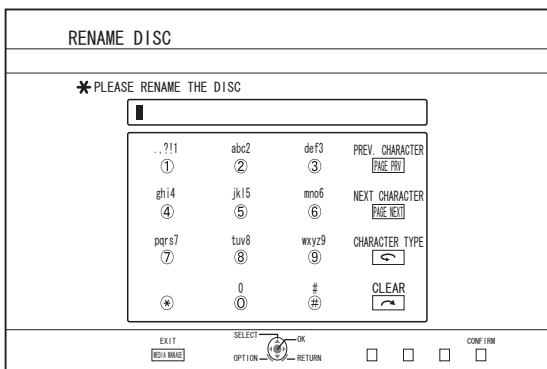 RENAME DISC
✱PLEASE RENAME THE DISC
.,?!1 abc2 def3 PREV. CHARACTER
① ② ③ PAGE PRV
ghi4 jkl5 mno6 NEXT CHARACTER
④ ⑤ ⑥ PAGE NEXT
pqrs7 tuv8 wxyz9 CHARACTER TYPE
⑦ ⑧ ⑨
0 # CLEAR
✱ ⓪ #
EXIT SELECT OK CONFIRM
MEDIA MANAGE OPTION RETURN